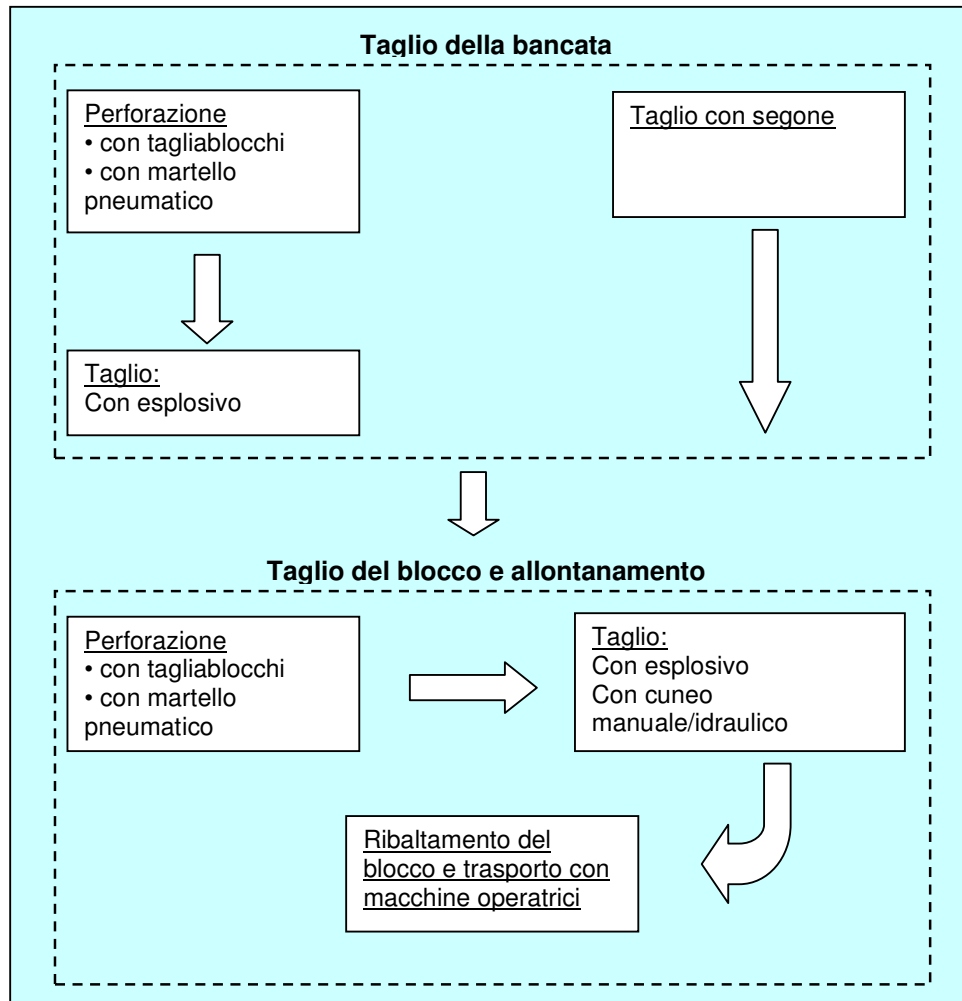 Taglio della bancata
Perforazione
• con tagliablocchi
• con martello
pneumatico
Taglio con segone
Taglio:
Con esplosivo
Taglio del blocco e allontanamento
Perforazione
• con tagliablocchi
• con martello
pneumatico
Taglio:
Con esplosivo
Con cuneo
manuale/idraulico
Ribaltamento del
blocco e trasporto con
macchine operatrici